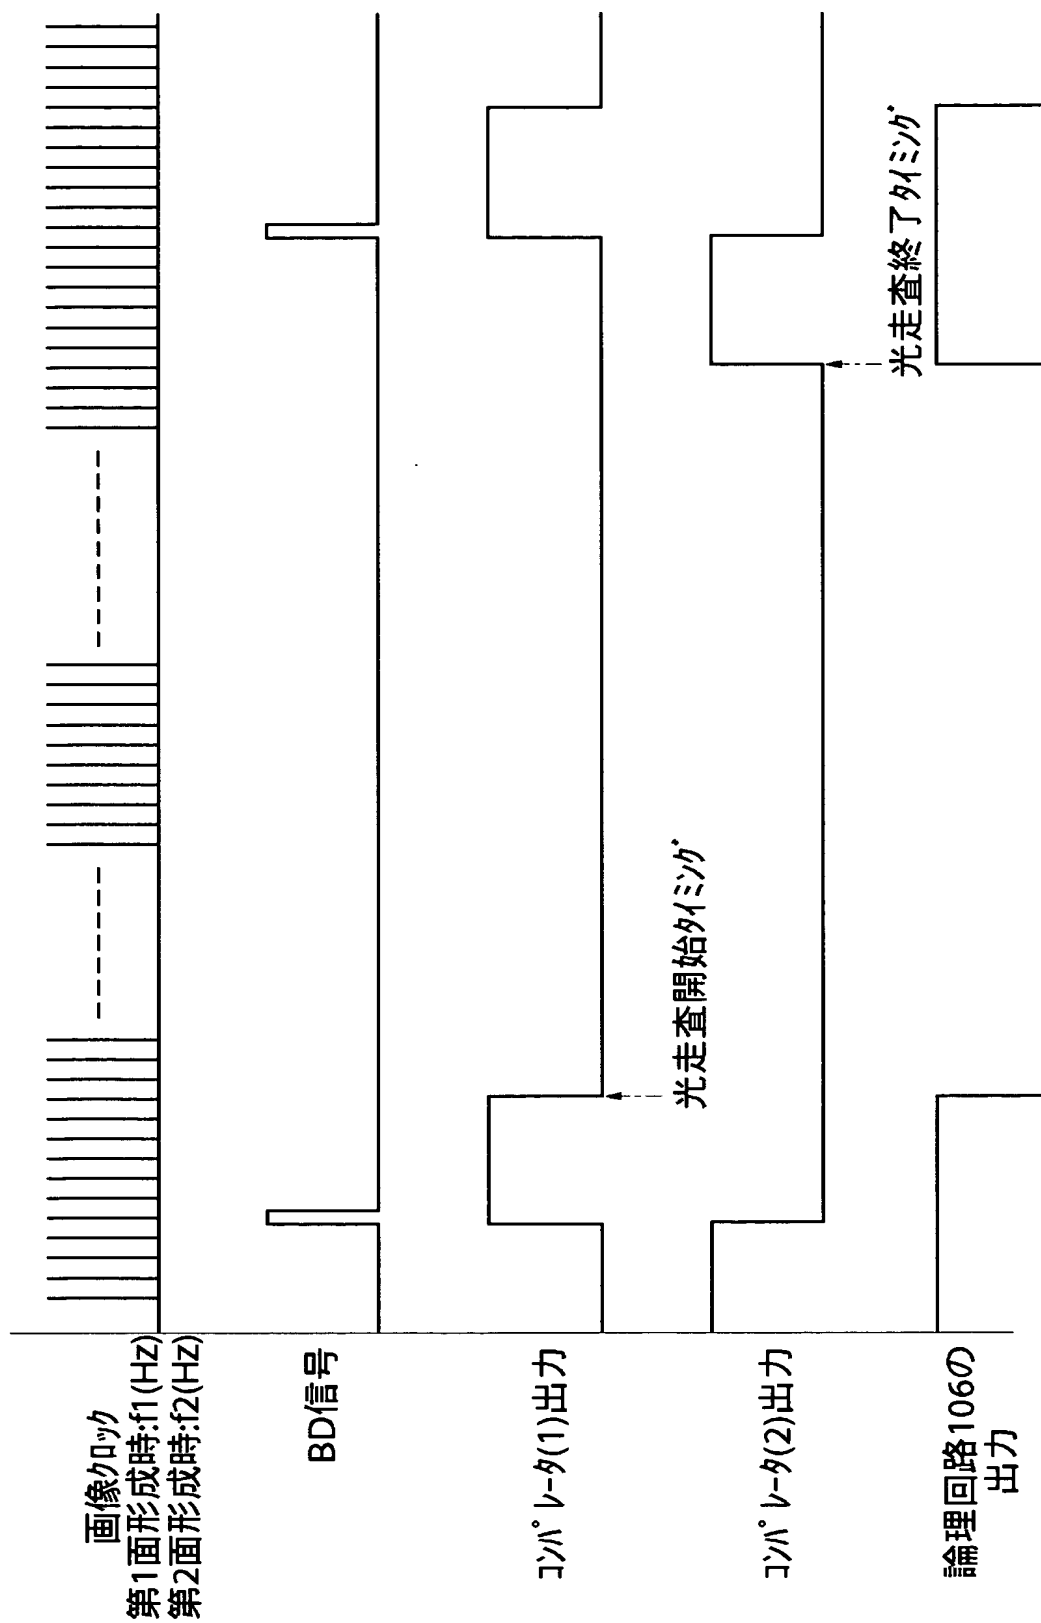 画像ｸﾛｯｸ
第1面形成時:f1(Hz)
第2面形成時:f2(Hz)
BD信号
ｺﾝﾊﾟﾚｰﾀ(1)出力
光走査開始ﾀｲﾐﾝｸﾞ
ｺﾝﾊﾟﾚｰﾀ(2)出力
光走査終了ﾀｲﾐﾝｸﾞ
論理回路106の
出力